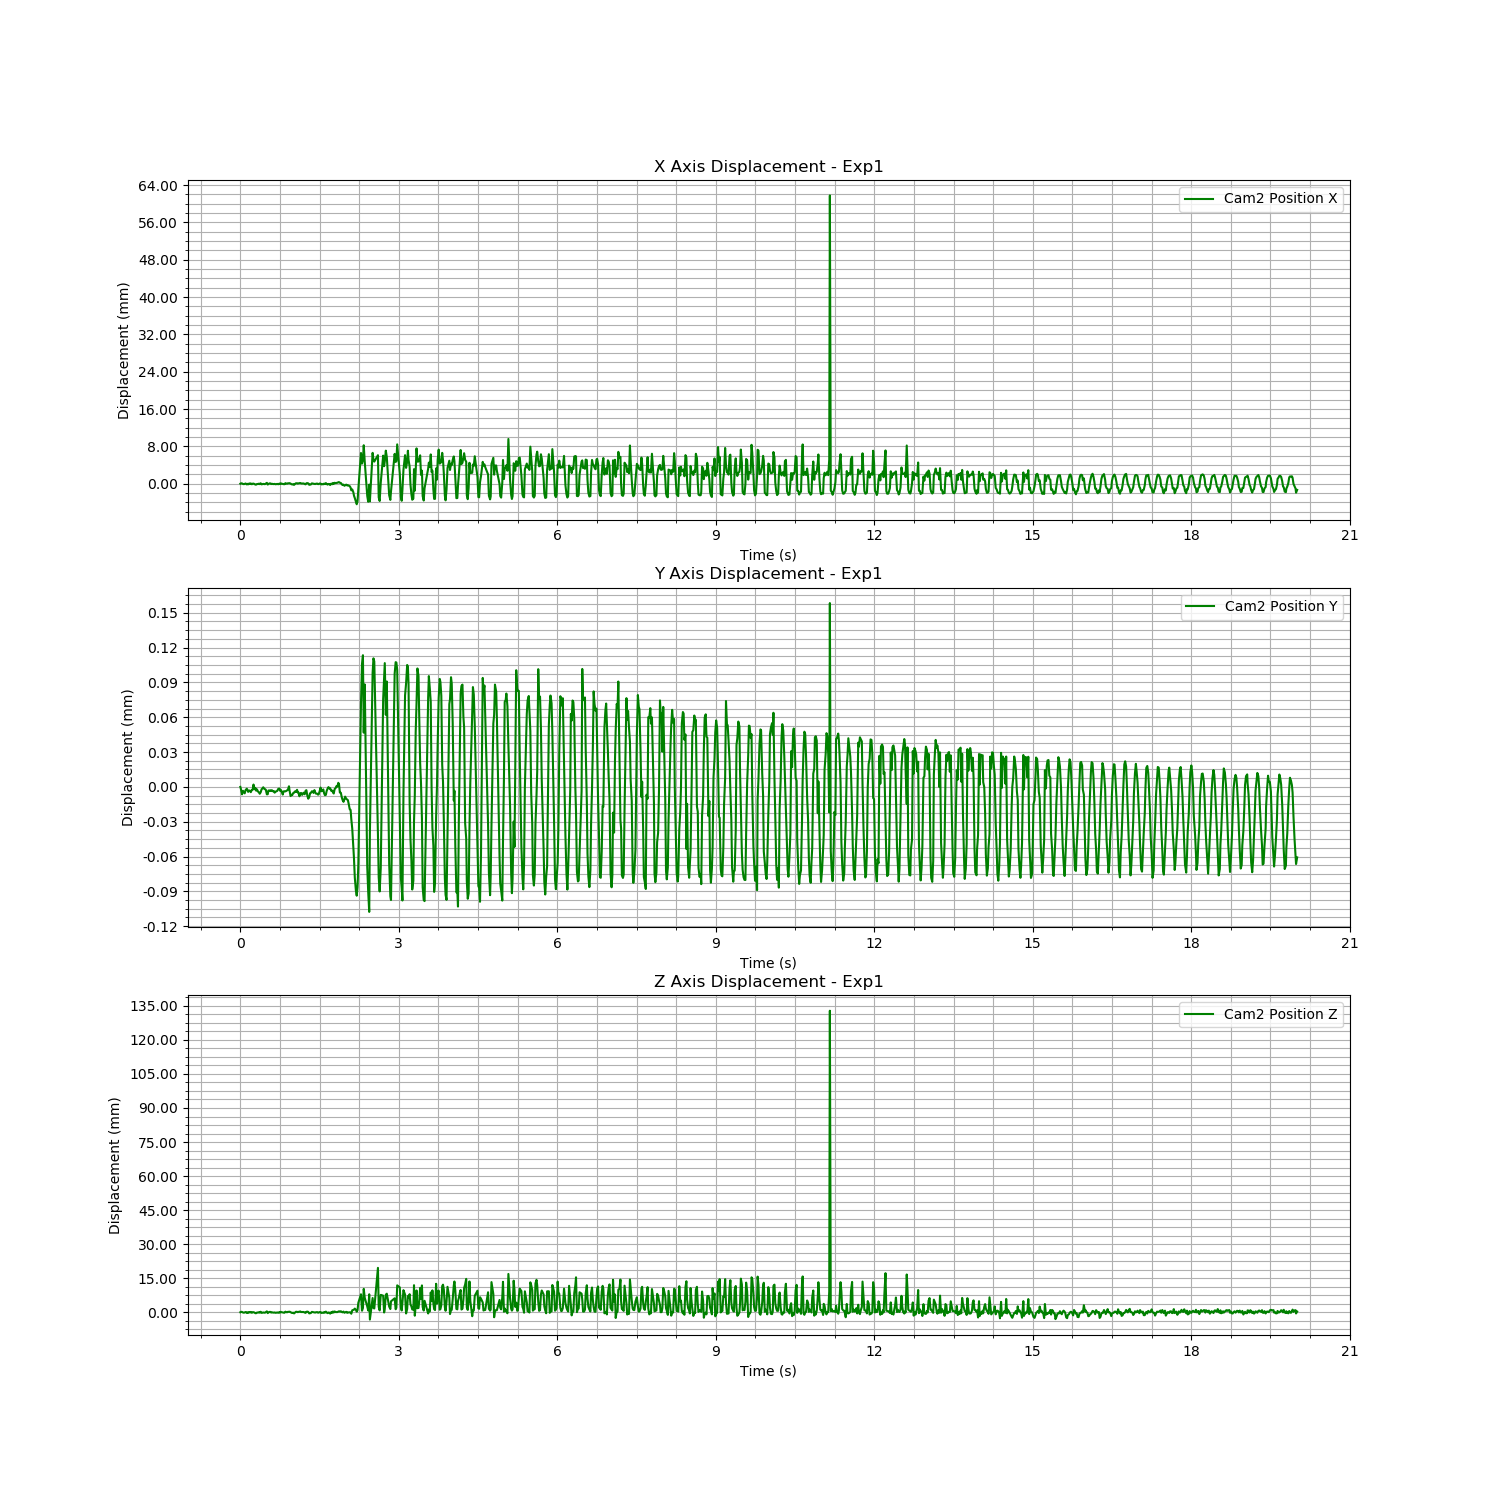 X Axis Displacement - Exp1
64.00
56.00
48.00
40.00
32.00
24.00
16.00
8.00
0.00
Displacement (mm)
Cam2 Position X
0 3 6 9 12 15 18 21
Time (s)
Y Axis Displacement - Exp1
0.15
0.12
0.09
0.06
0.03
0.00
-0.03
-0.06
-0.09
-0.12
Displacement (mm)
Cam2 Position Y
0 3 6 9 12 15 18 21
Time (s)
Z Axis Displacement - Exp1
135.00
120.00
105.00
90.00
75.00
60.00
45.00
30.00
15.00
0.00
Displacement (mm)
Cam2 Position Z
0 3 6 9 12 15 18 21
Time (s)